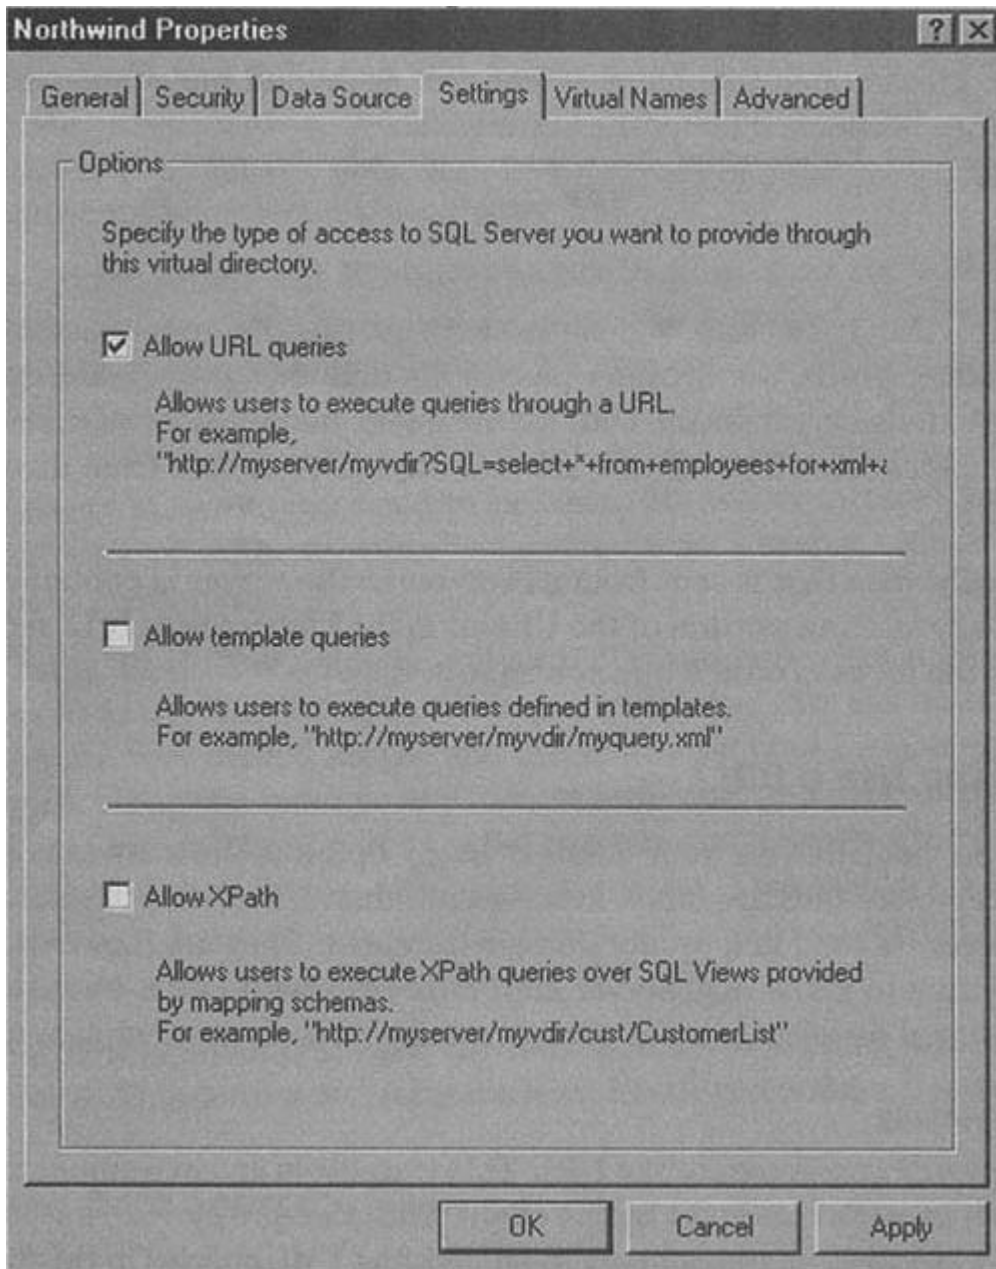 Northwind Properties
General Security Data Source Settings Virtual Names Advanced
Options
Specify the type of access to SQL Server you want to provide through
this virtual directory.
Allow URL queries
Allows users to execute queries through a URL.
For example,
"http://myserver/myvdir?SQL=select+*+from+employees+for+xml+a
Allow template queries
Allows users to execute queries defined in templates.
For example, "http://myserver/myvdir/myquery.xml"
Allow XPath
Allows users to execute XPath queries over SQL Views provided
by mapping schemas.
For example, "http://myserver/myvdir/cust/CustomerList"
OK Cancel Apply